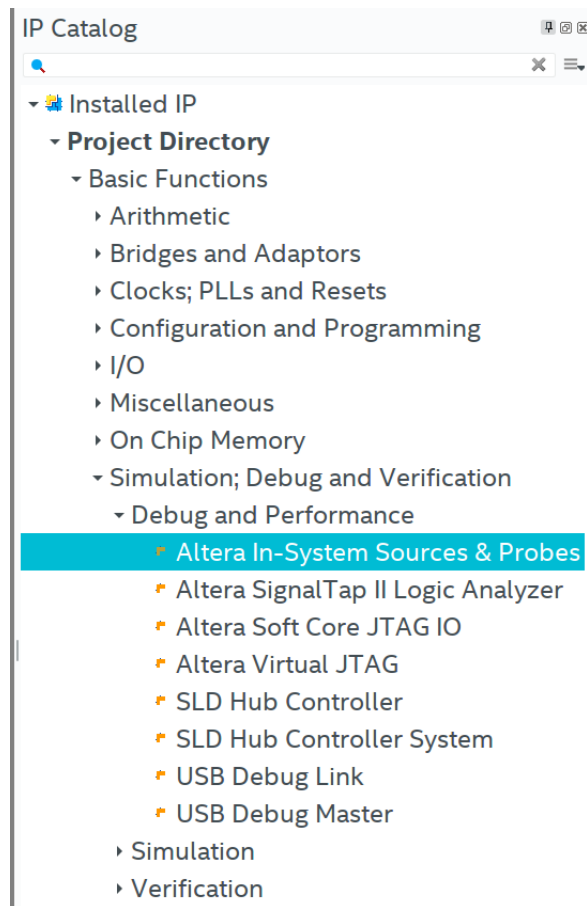 IP Catalog
Installed IP
Project Directory
Basic Functions
Arithmetic
Bridges and Adaptors
Clocks; PLLs and Resets
Configuration and Programming
I/O
Miscellaneous
On Chip Memory
Simulation; Debug and Verification
Debug and Performance
Altera In-System Sources & Probes
Altera SignalTap II Logic Analyzer
Altera Soft Core JTAG IO
Altera Virtual JTAG
SLD Hub Controller
SLD Hub Controller System
USB Debug Link
USB Debug Master
Simulation
Verification